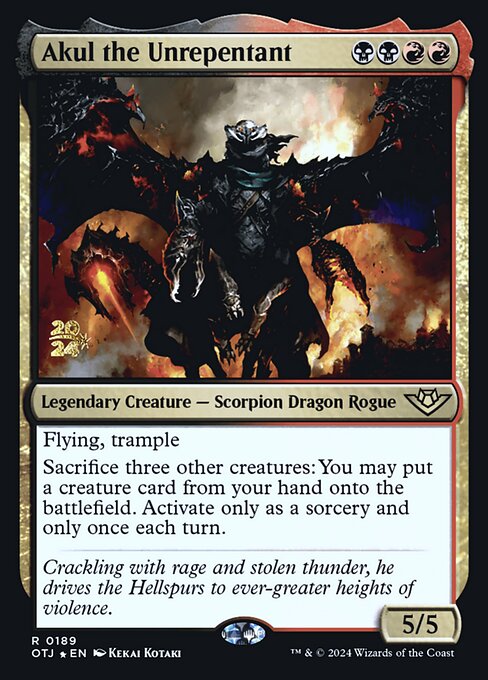 Akul the Unrepentant
2024
Legendary Creature — Scorpion Dragon Rogue
Flying, trample
Sacrifice three other creatures: You may put
a creature card from your hand onto the
battlefield. Activate only as a sorcery and
only once each turn.
Crackling with rage and stolen thunder, he
drives the Hellspurs to ever-greater heights of
violence.
5/5
R 0189
OTJ ★ EN Kekai Kotaki
™ & © 2024 Wizards of the Coast